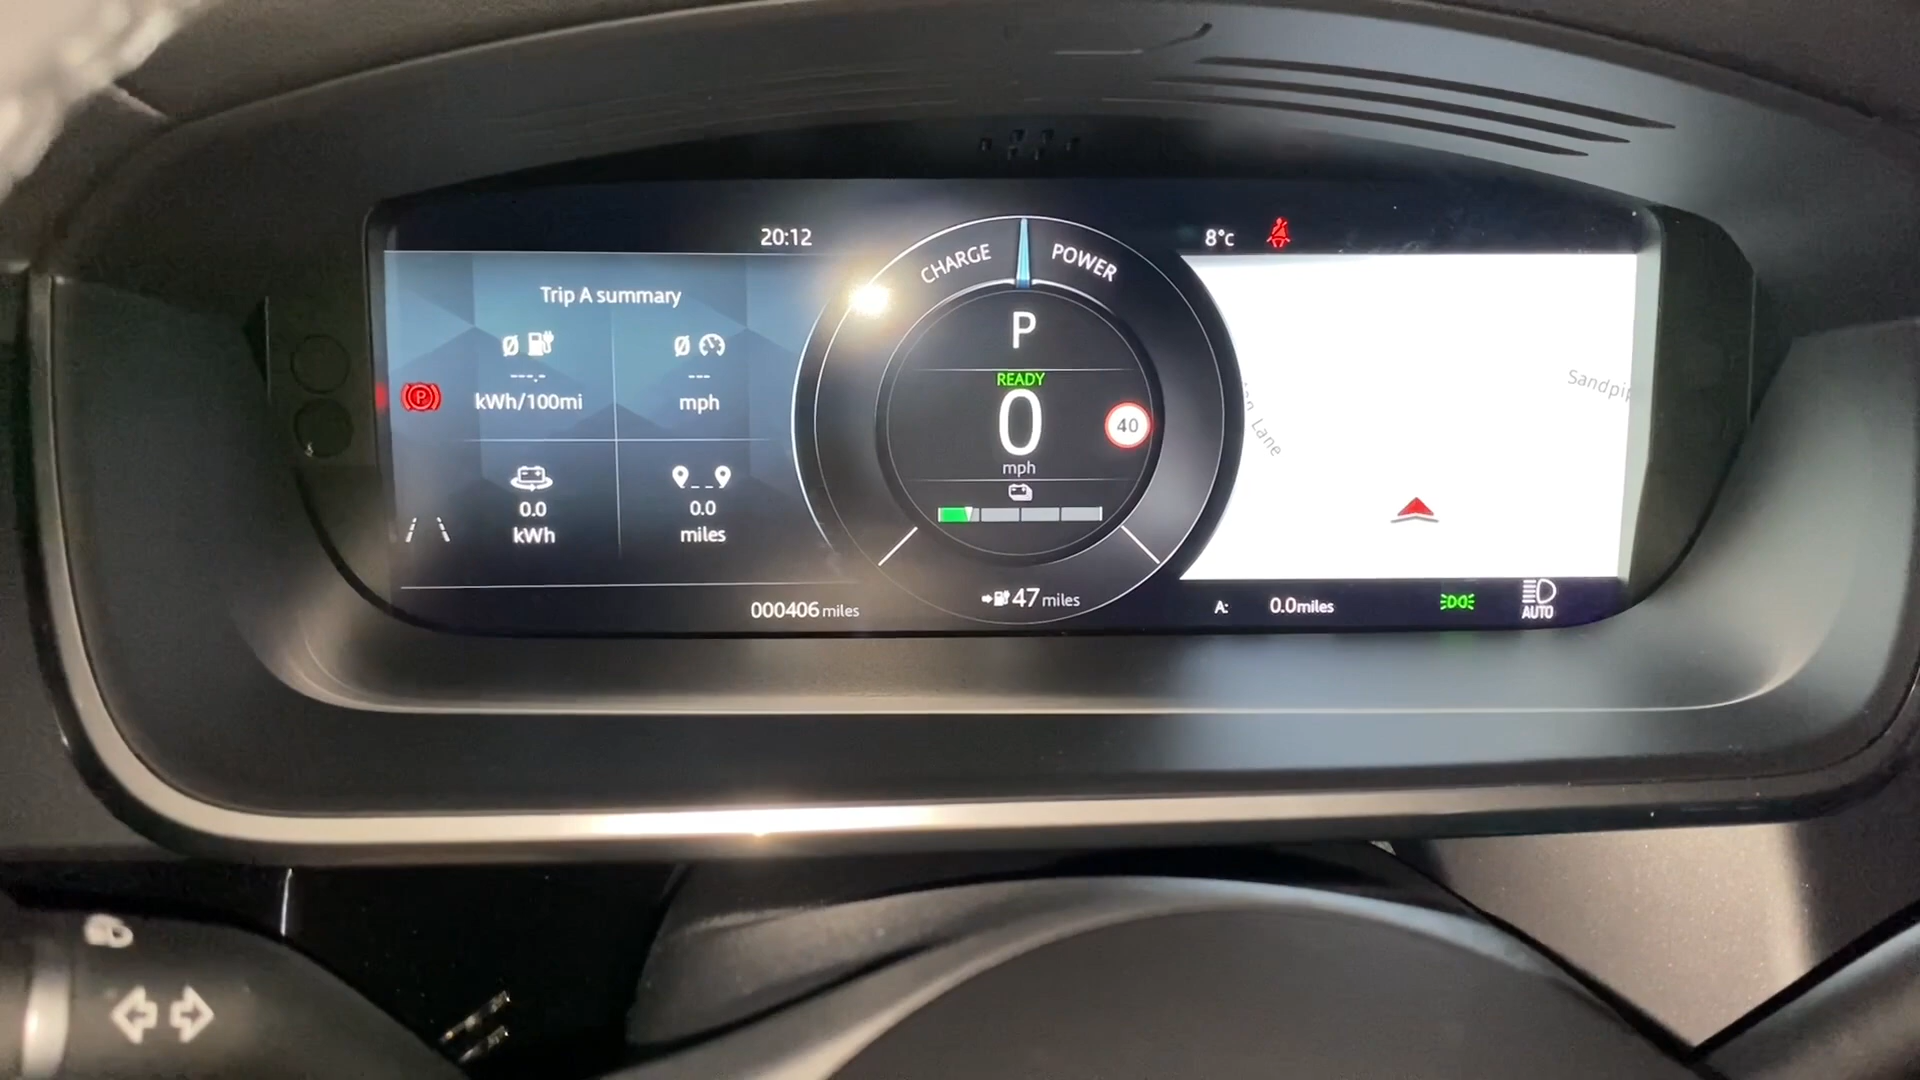 20:12
8°c
CHARGE
POWER
Trip A summary
Ø
Ø
---.-
kWh/100mi
---
mph
0.0
kWh
0.0
miles
P
READY
0
mph
40
P
Lane
000406 miles
47 miles
A: 0.0miles
AUTO